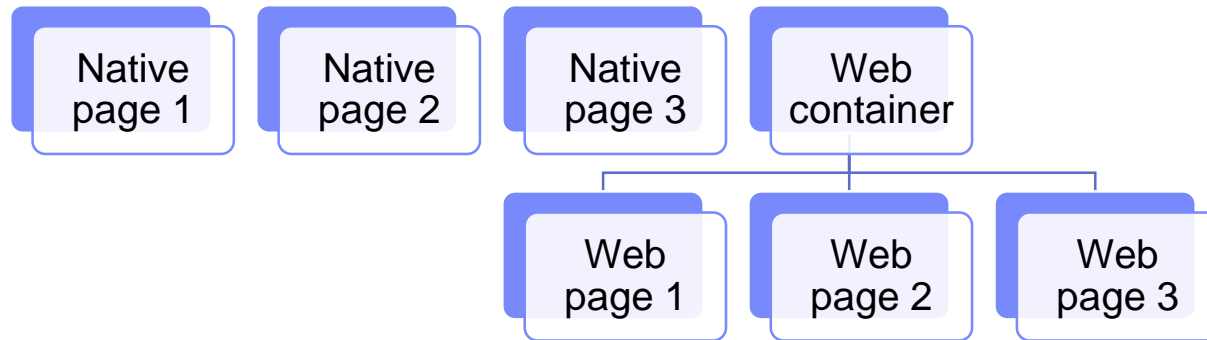 Native
page 1
Native
page 2
Native
page 3
Web
container
Web
page 1
Web
page 2
Web
page 3